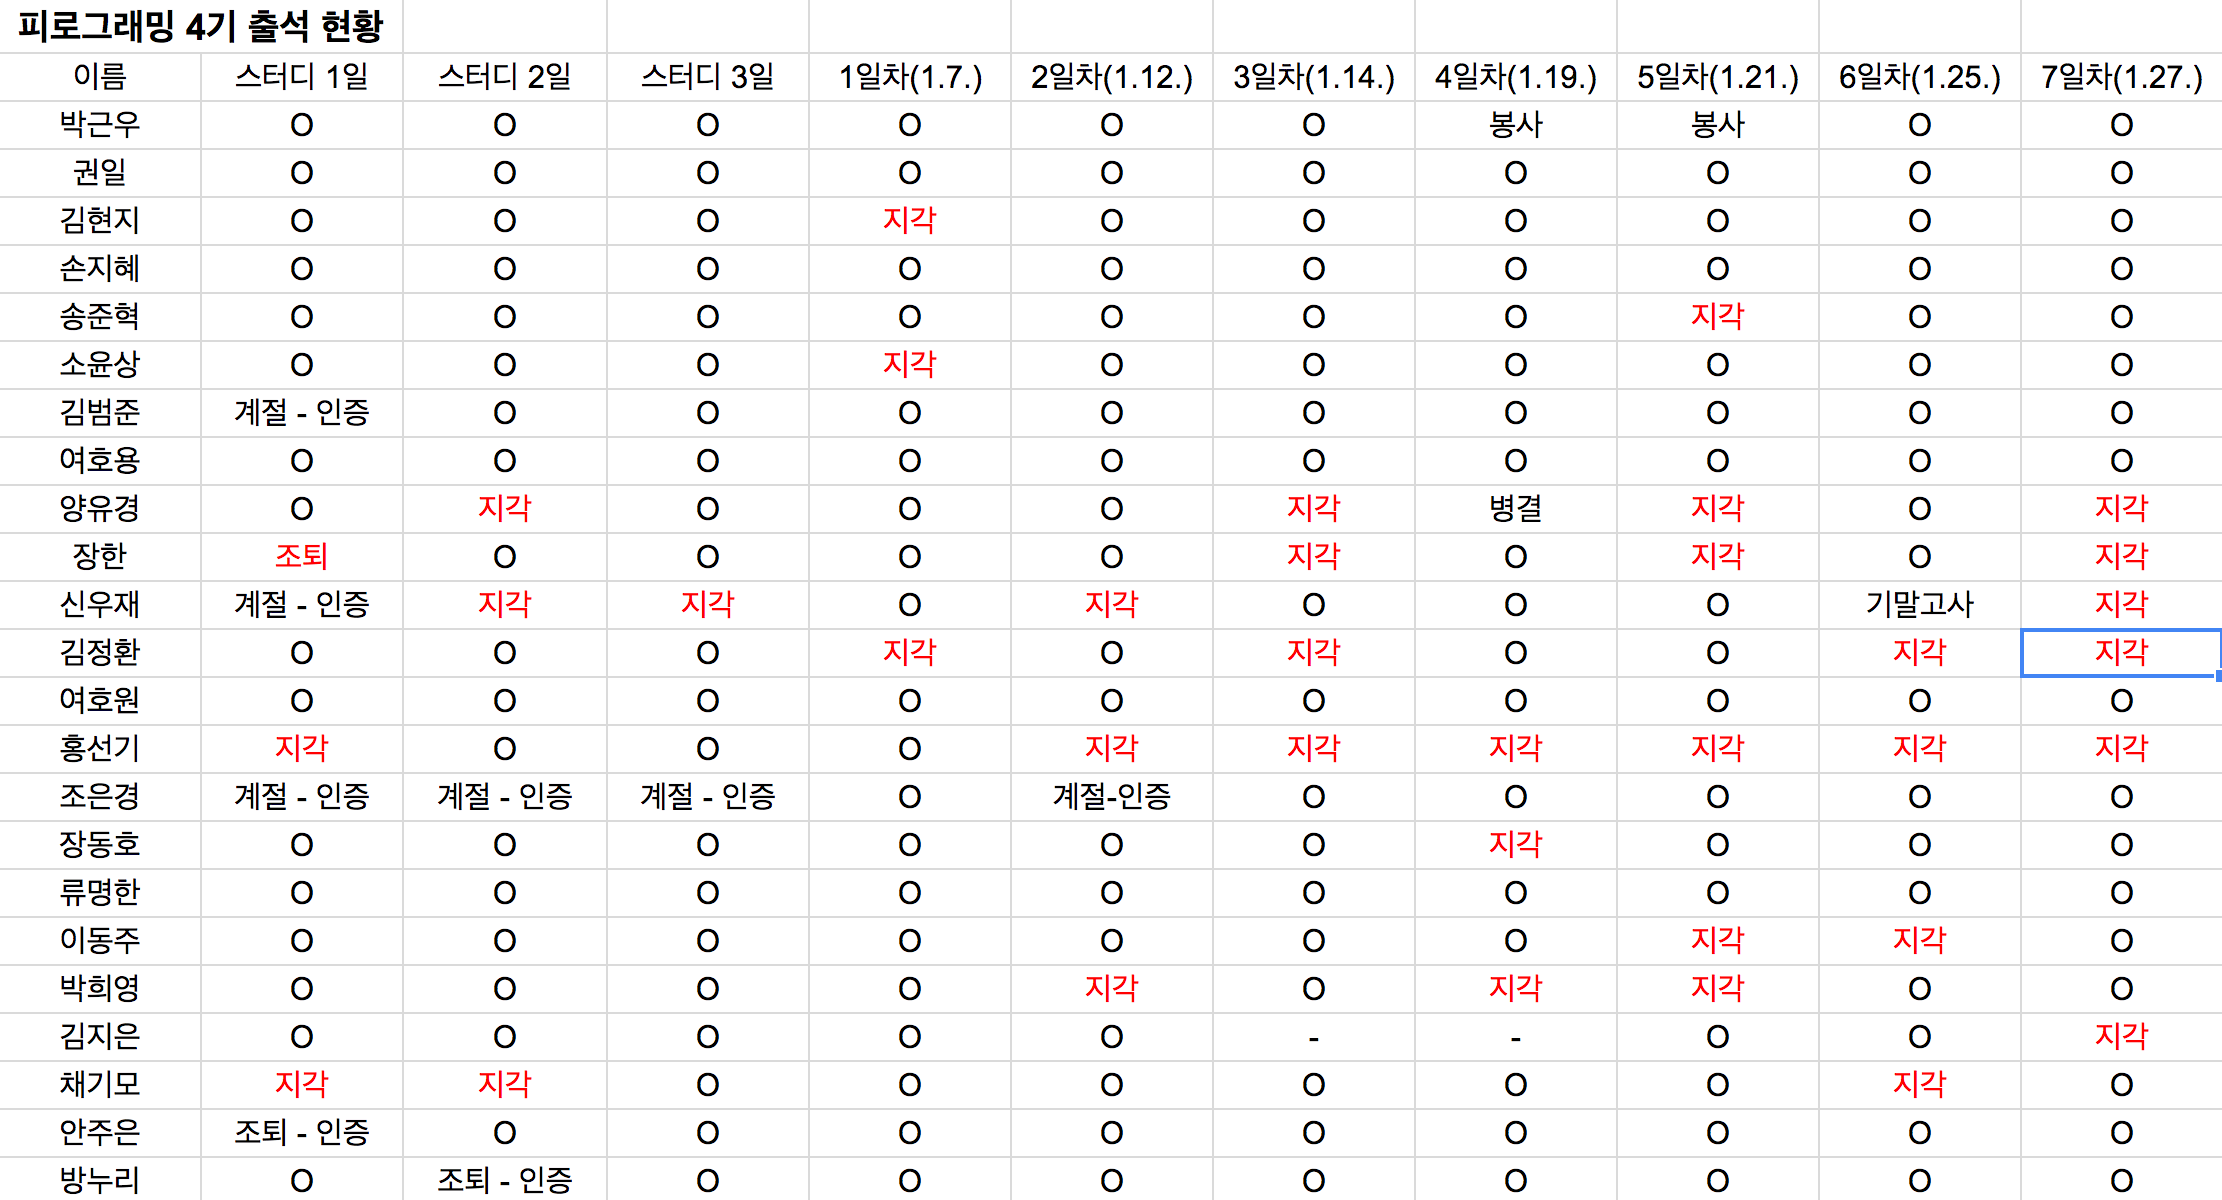 피로그래밍 4기 출석 현황
이름 스터디 1일 스터디 2일 스터디 3일 1일차(1.7.) 2일차(1.12.) 3일차(1.14.) 4일차(1.19.) 5일차(1.21.) 6일차(1.25.) 7일차(1.27.)
박근우 O O O O O O 봉사 봉사 O O
권일 O O O O O O O O O O
김현지 O O O 지각 O O O O O O
손지혜 O O O O O O O O O O
송준혁 O O O O O O O 지각 O O
소윤상 O O O 지각 O O O O O O
김범준 계절 - 인증 O O O O O O O O O
여호용 O O O O O O O O O O
양유경 O 지각 O O O 지각 병결 지각 O 지각
장한 조퇴 O O O O 지각 O 지각 O 지각
신우재 계절 - 인증 지각 지각 O 지각 O O O 기말고사 지각
김정환 O O O 지각 O 지각 O O 지각 지각
여호원 O O O O O O O O O O
홍선기 지각 O O O 지각 지각 지각 지각 지각 지각
조은경 계절 - 인증 계절 - 인증 계절 - 인증 O 계절-인증 O O O O O
장동호 O O O O O O 지각 O O O
류명한 O O O O O O O O O O
이동주 O O O O O O O 지각 지각 O
박희영 O O O O 지각 O 지각 지각 O O
김지은 O O O O O - - O O 지각
채기모 지각 지각 O O O O O O 지각 O
안주은 조퇴 - 인증 O O O O O O O O O
방누리 O 조퇴 - 인증 O O O O O O O O